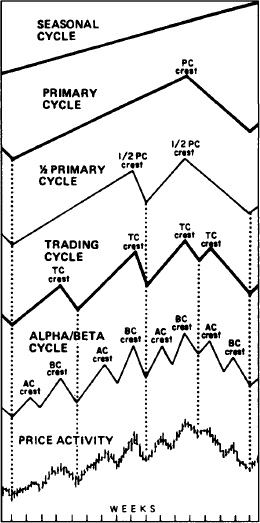 SEASONAL
CYCLE
PC
crest
PRIMARY
CYCLE
1/2 PC
crest
1/2 PC
crest
½ PRIMARY
CYCLE
TRADING
CYCLE
TC
crest
TC
crest
TC
crest
TC
crest
ALPHA/BETA
CYCLE
AC
crest
BC
crest
AC
crest
BC
crest
AC
crest
BC
crest
AC
crest
BC
crest
PRICE ACTIVITY
WEEKS